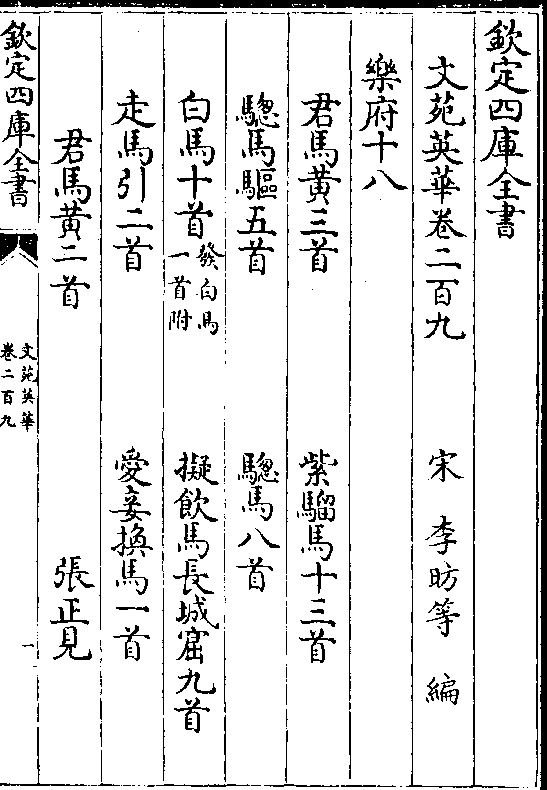 欽定四庫全書
文苑英華卷二百九
宋 李昉等 編
樂府十八
君馬黃三首 紫騮馬十三首
驄馬驅五首 驄馬八首
白馬十首發白馬一首附 擬飲馬長城窟九首
走馬引二首 愛妾換馬一首
君馬黃二首 張正見
欽定四庫全書
文苑英華
卷二百九
一